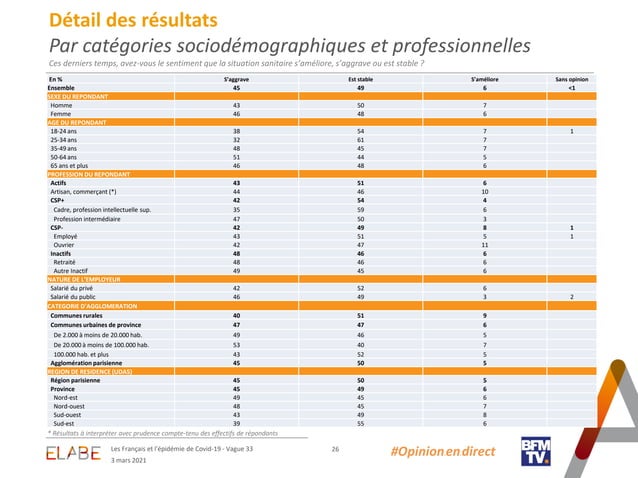 Détail des résultats
Par catégories sociodémographiques et professionnelles
Ces derniers temps, avez-vous le sentiment que la situation sanitaire s'améliore, s'aggrave ou est stable ?
En % S'aggrave Est stable S'améliore Sans opinion
Ensemble 45 49 6 <1
SEXE DU REPONDANT
Homme 43 50 7
Femme 46 48 6
AGE DU REPONDANT
18-24 ans 38 54 7 1
25-34 ans 32 61 7
35-49 ans 48 45 7
50-64 ans 51 44 5
65 ans et plus 46 48 6
PROFESSION DU REPONDANT
Actifs 43 51 6
Artisan, commerçant (*) 44 46 10
CSP+ 42 54 4
Cadre, profession intellectuelle sup. 35 59 6
Profession intermédiaire 47 50 3
CSP- 42 49 8 1
Employé 43 51 5 1
Ouvrier 42 47 11
Inactifs 48 46 6
Retraité 48 46 6
Autre Inactif 49 45 6
NATURE DE L'EMPLOYEUR
Salarié du privé 42 52 6
Salarié du public 46 49 3 2
CATEGORIE D'AGGLOMERATION
Communes rurales 40 51 9
Communes urbaines de province 47 47 6
De 2.000 à moins de 20.000 hab. 49 46 5
De 20.000 à moins de 100.000 hab. 53 40 7
100.000 hab. et plus 43 52 5
Agglomération parisienne 45 50 5
REGION DE RESIDENCE (UDA5)
Région parisienne 45 50 5
Province 45 49 6
Nord-est 49 45 6
Nord-ouest 48 45 7
Sud-ouest 43 49 8
Sud-est 39 55 6
* Résultats à interpréter avec prudence compte-tenu des effectifs de répondants
ELABE
Les Français et l'épidémie de Covid-19 - Vague 33
3 mars 2021
26
#Opinion en direct
BFM
TV.